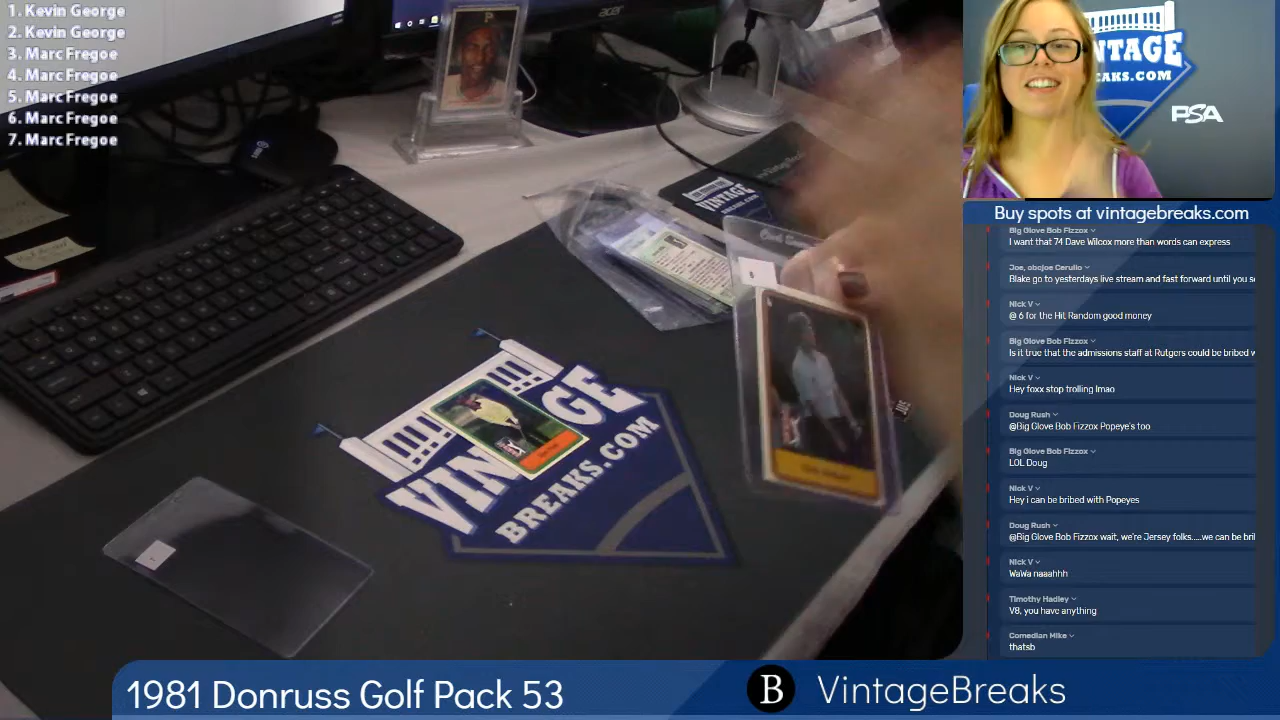 1. Kevin George
2. Kevin George
3. Marc Fregoe
4. Marc Fregoe
5. Marc Fregoe
6. Marc Fregoe
7. Marc Fregoe
acer
P
VINTAGE
VINTAGE
BREAKS.COM
JOE
NTAGE
AKS.COM
PSA
Buy spots at vintagebreaks.com
Big Glove Bob Fizzox
I want that 74 Dave Wilcox more than words can express
Joe, obcjoe Cerullo
Blake go to yesterdays live stream and fast forward until you s
Nick V
@ 6 for the Hit Random good money
Big Glove Bob Fizzox
Is it true that the admissions staff at Rutgers could be bribed w
Nick V
Hey foxx stop trolling lmao
Doug Rush
@Big Glove Bob Fizzox Popeye's too
Big Glove Bob Fizzox
LOL Doug
Nick V
Hey i can be bribed with Popeyes
Doug Rush
@Big Glove Bob Fizzox wait, we're Jersey folks.....we can be bri
Nick V
WaWa naaahhh
Timothy Hadley
V8, you have anything
Comedian Mike
thatsb
1981 Donruss Golf Pack 53
B VintageBreaks